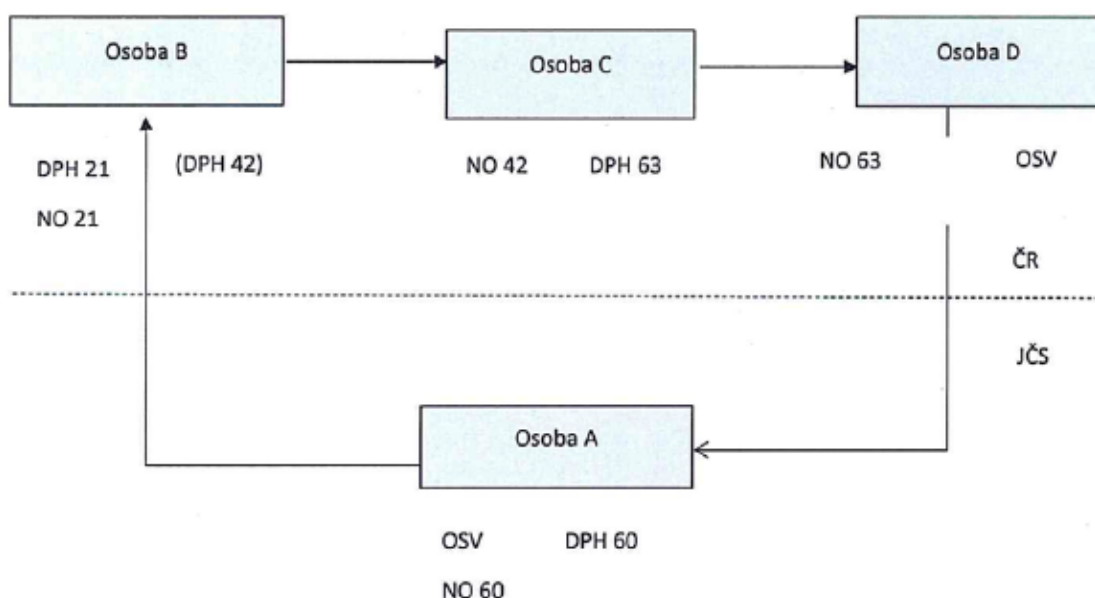 Osoba B
Osoba C
Osoba D
DPH 21 (DPH 42)
NO 21
NO 42 DPH 63
NO 63 OSV
ČR
JČS
Osoba A
OSV DPH 60
NO 60